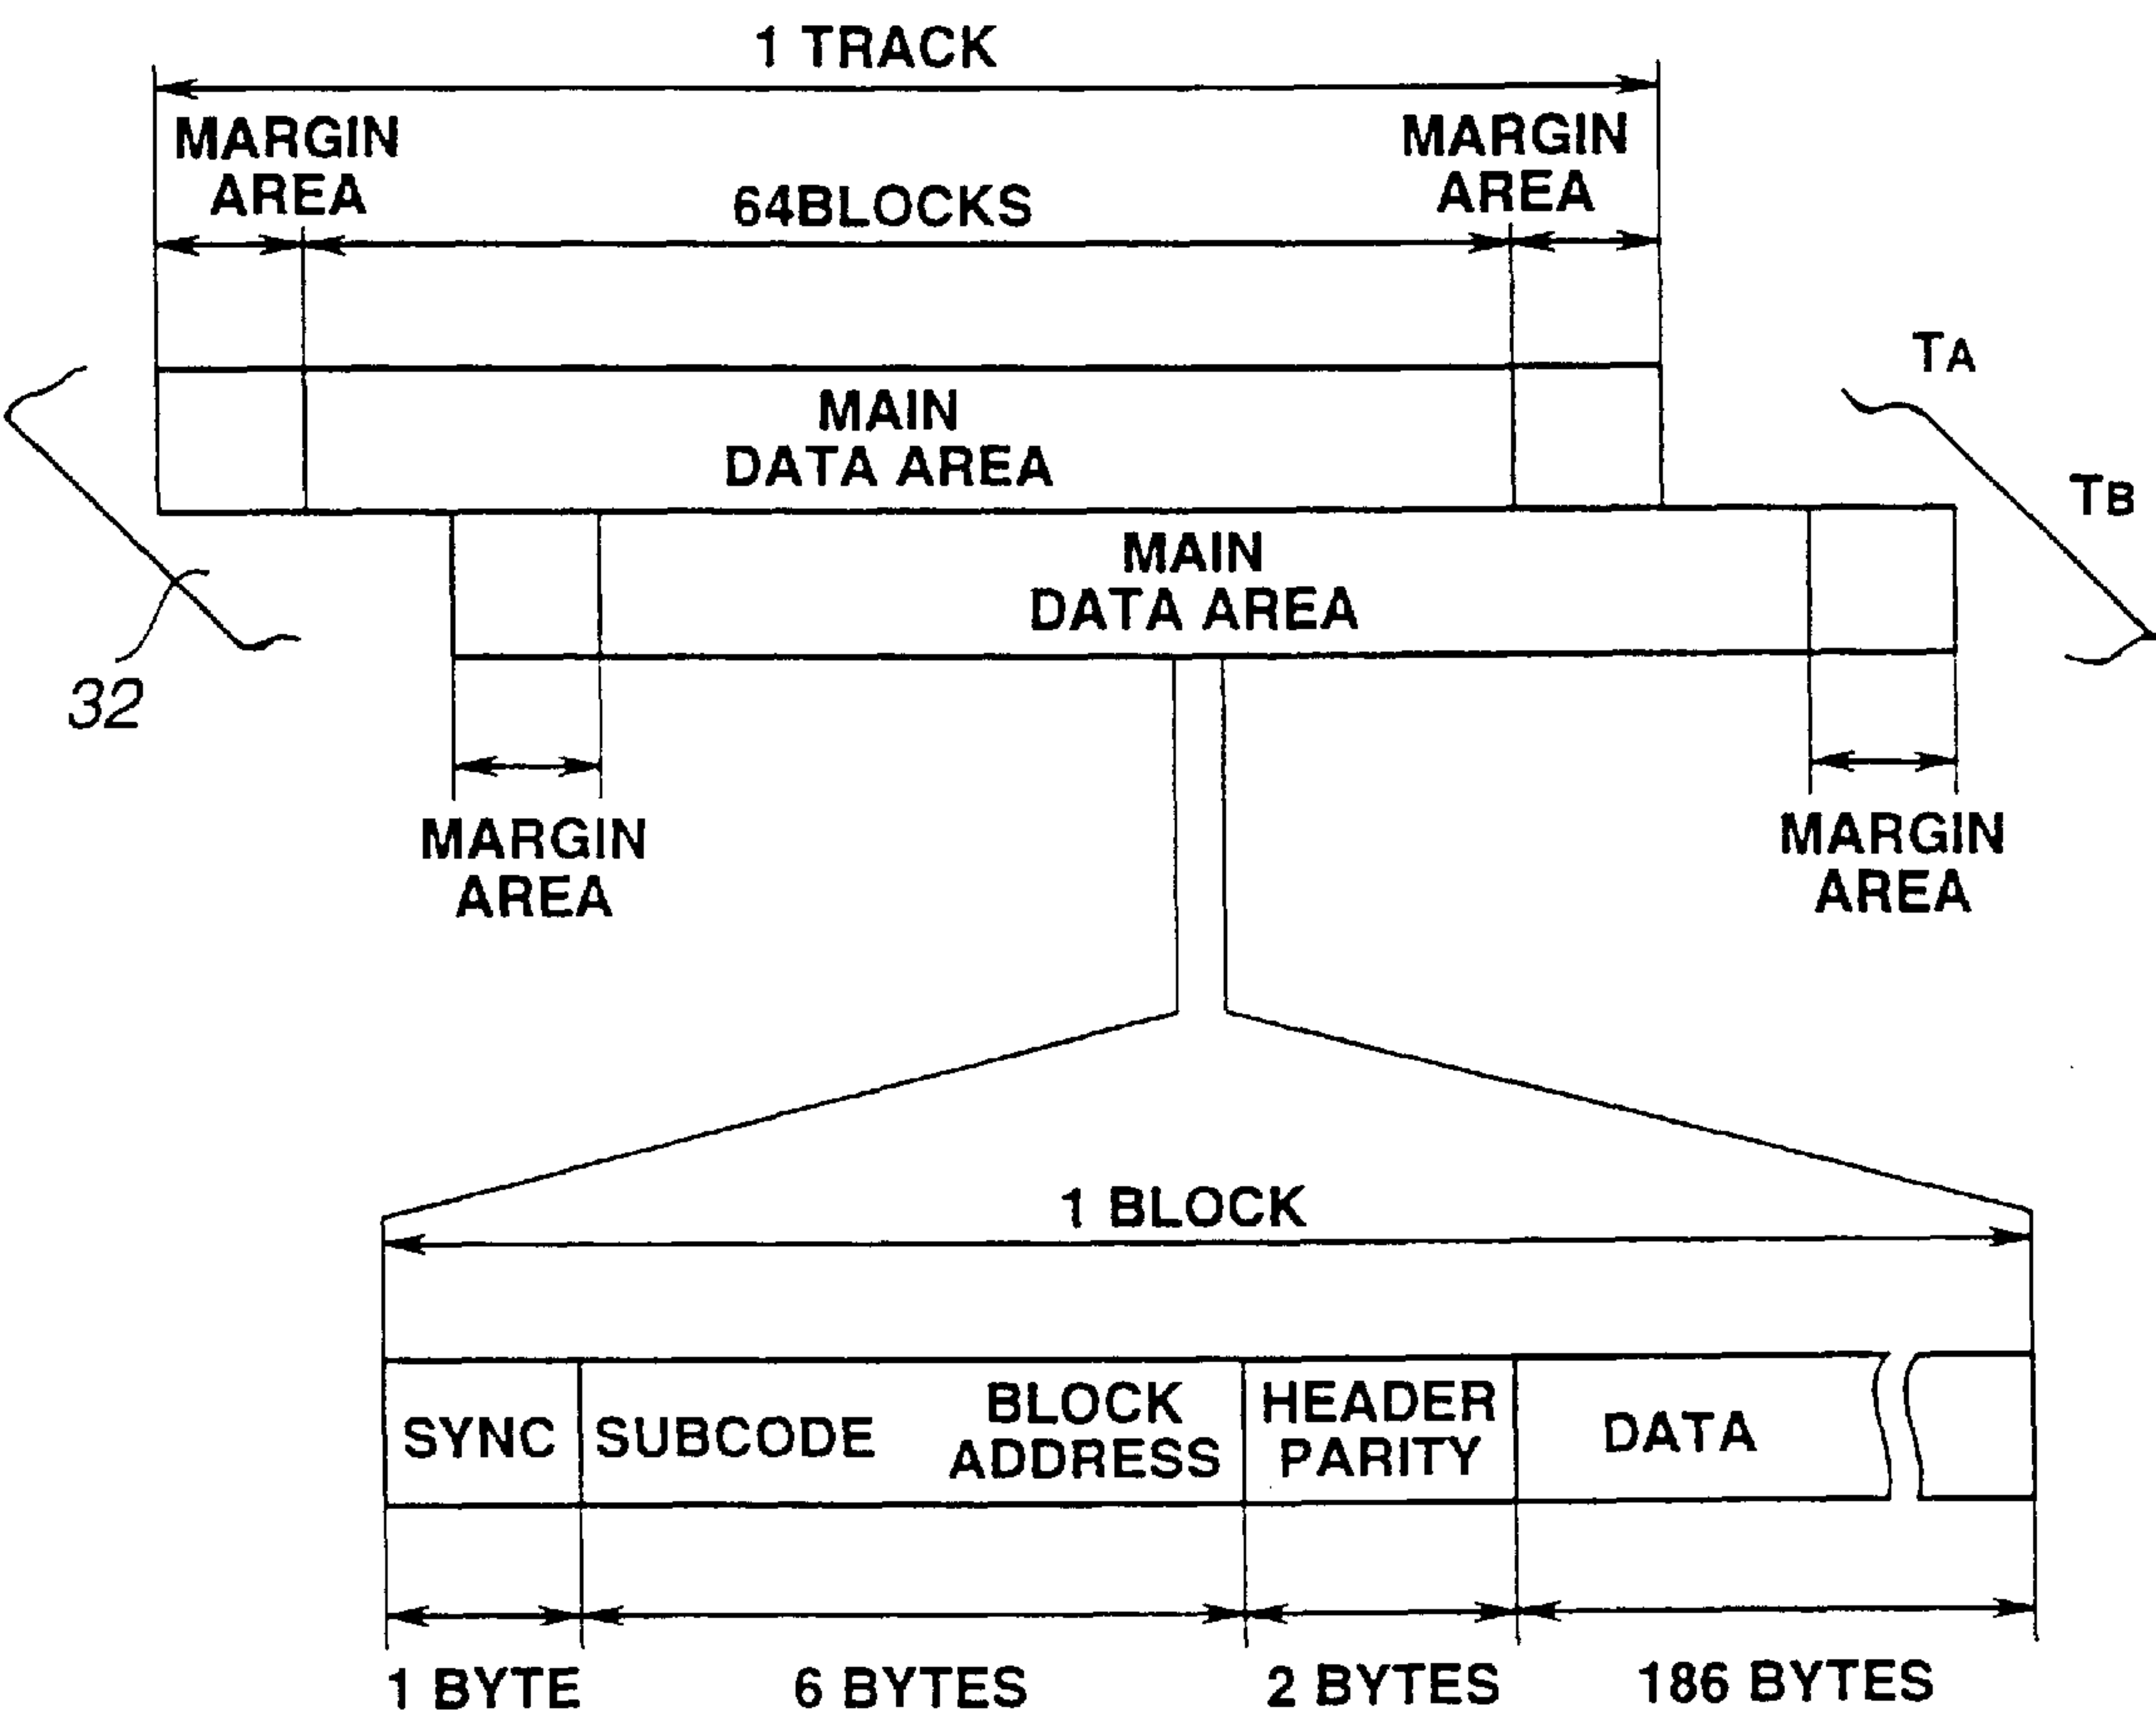 1 TRACK
MARGIN
AREA
64BLOCKS
MARGIN
AREA
TA
MAIN
DATA AREA
TB
MAIN
DATA AREA
32
MARGIN
AREA
MARGIN
AREA
1 BLOCK
SYNC
SUBCODE
BLOCK
ADDRESS
HEADER
PARITY
DATA
1 BYTE
6 BYTES
2 BYTES
186 BYTES